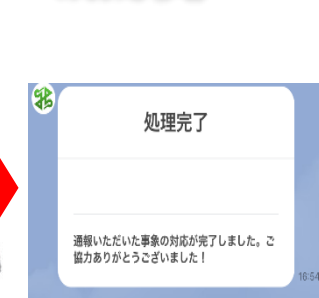 処理完了
通報いただいた事象の対応が完了しました。ご
協力ありがとうございました！
16:54